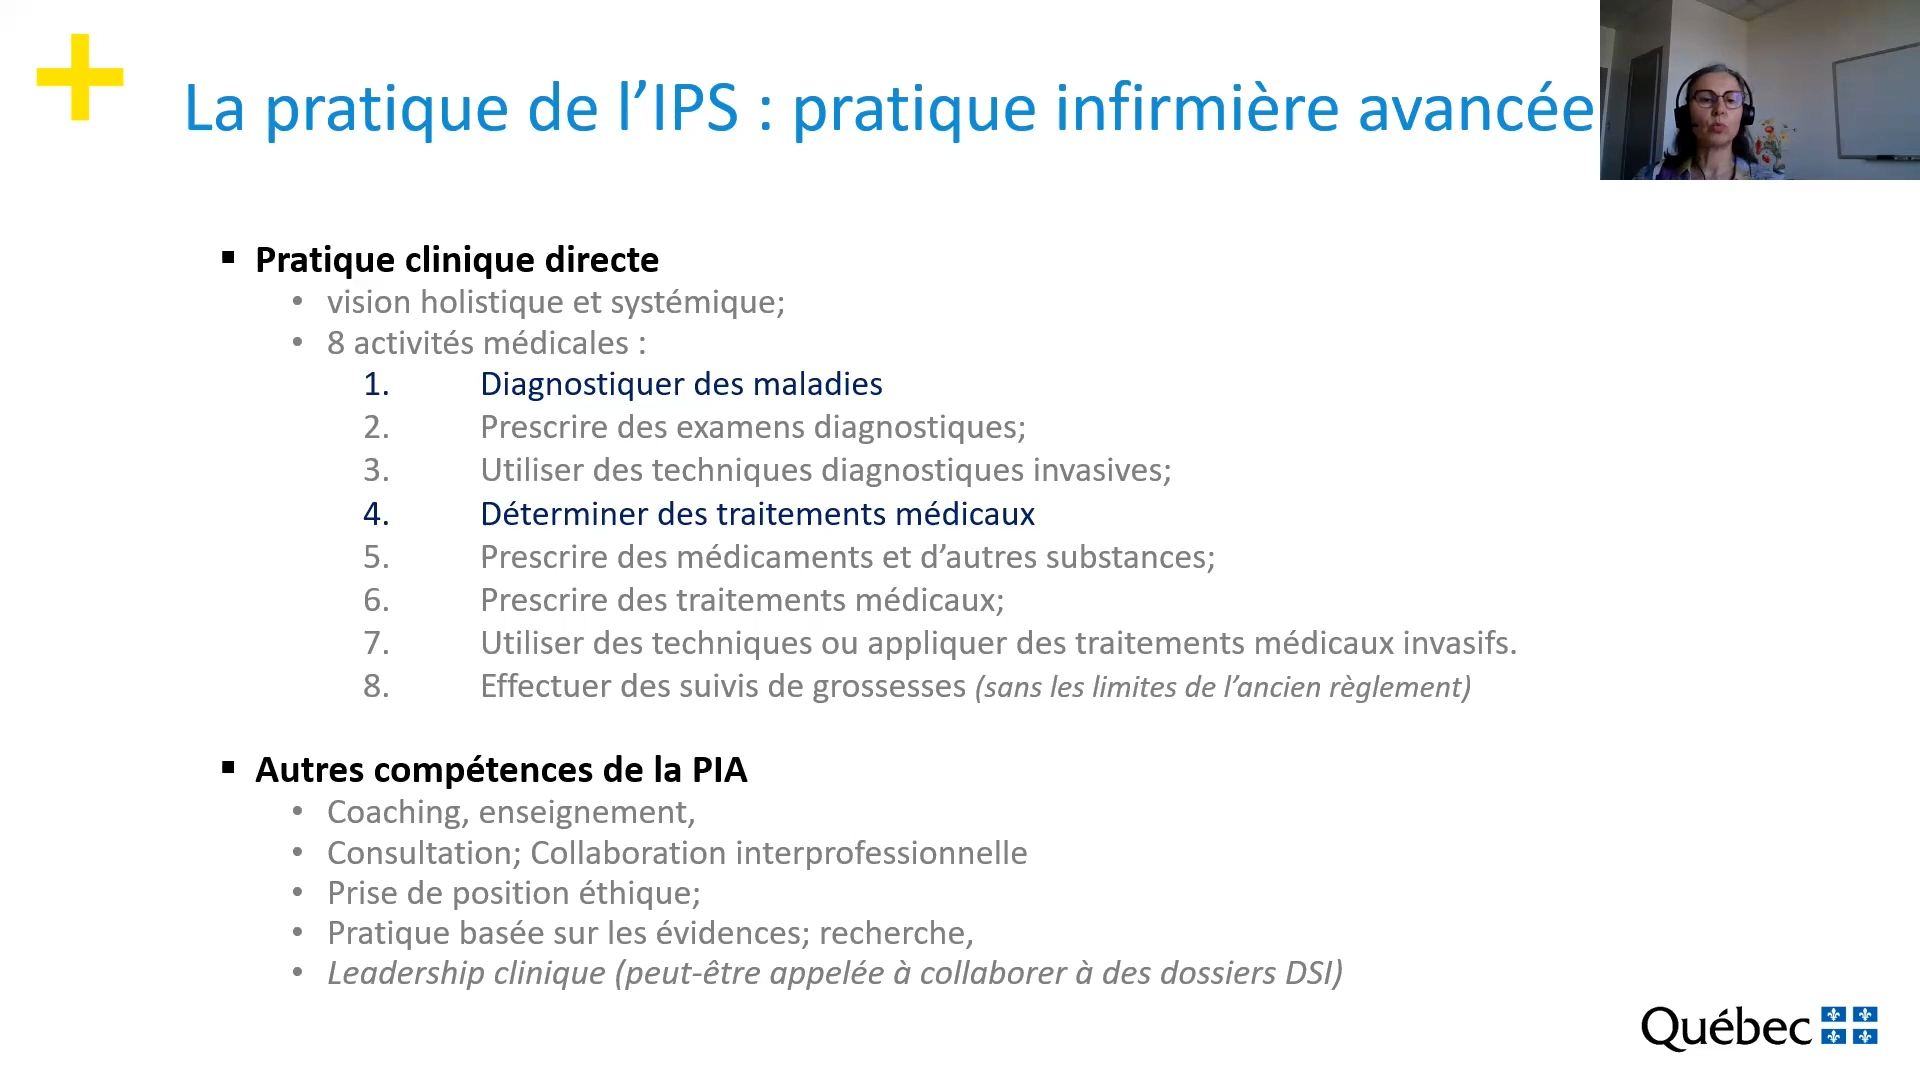 La pratique de l’IPS : pratique infirmière avancée
▪ Pratique clinique directe
• vision holistique et systémique;
• 8 activités médicales :
1. Diagnostiquer des maladies
2. Prescrire des examens diagnostiques;
3. Utiliser des techniques diagnostiques invasives;
4. Déterminer des traitements médicaux
5. Prescrire des médicaments et d’autres substances;
6. Prescrire des traitements médicaux;
7. Utiliser des techniques ou appliquer des traitements médicaux invasifs.
8. Effectuer des suivis de grossesses (sans les limites de l’ancien règlement)
▪ Autres compétences de la PIA
• Coaching, enseignement,
• Consultation; Collaboration interprofessionnelle
• Prise de position éthique;
• Pratique basée sur les évidences; recherche,
• Leadership clinique (peut-être appelée à collaborer à des dossiers DSI)
Québec